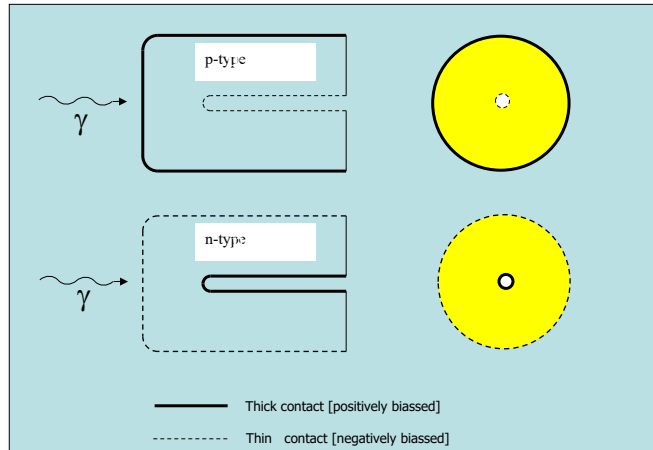 p-type
γ
n-type
γ
Thick contact [positively biassed]
Thin contact [negatively biassed]